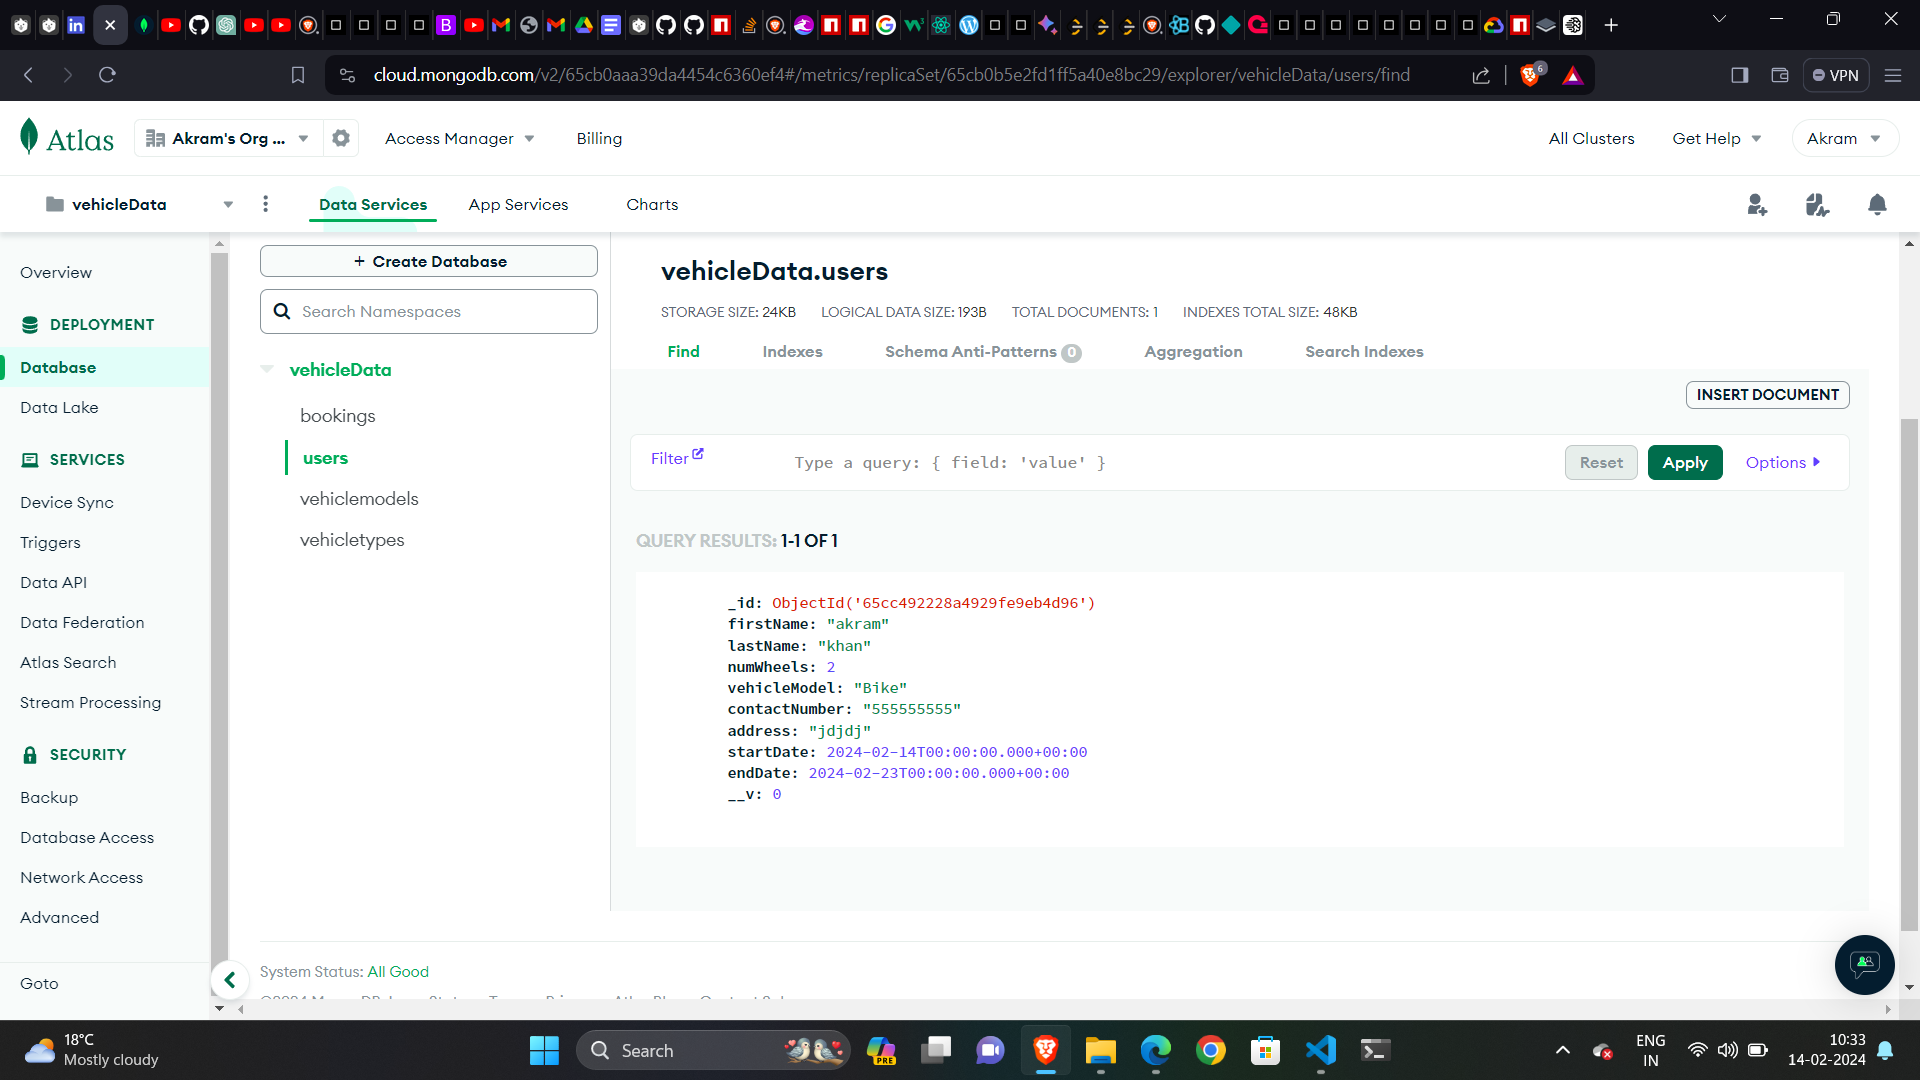 cloud.mongodb.com/v2/65cb0aaa39da4454c6360ef4#/metrics/replicaSet/65cb0b5e2fd1ff5a40e8bc29/explorer/vehicleData/users/find
6
VPN
Atlas
Akram's Org ...
Access Manager
Billing
All Clusters
Get Help
Akram
vehicleData
Data Services
App Services
Charts
Overview
DEPLOYMENT
Database
Data Lake
SERVICES
Device Sync
Triggers
Data API
Data Federation
Atlas Search
Stream Processing
SECURITY
Backup
Database Access
Network Access
Advanced
Goto
+ Create Database
Search Namespaces
vehicleData
bookings
users
vehiclemodels
vehicletypes
vehicleData.users
STORAGE SIZE: 24KB LOGICAL DATA SIZE: 193B TOTAL DOCUMENTS: 1 INDEXES TOTAL SIZE: 48KB
Find Indexes Schema Anti-Patterns 0 Aggregation Search Indexes
INSERT DOCUMENT
Filter
Type a query: { field: 'value' }
Reset
Apply
Options
QUERY RESULTS: 1-1 OF 1
_id: ObjectId('65cc492228a4929fe9eb4d96')
firstName: "akram"
lastName: "khan"
numWheels: 2
vehicleModel: "Bike"
contactNumber: "555555555"
address: "jdjdj"
startDate: 2024-02-14T00:00:00.000+00:00
endDate: 2024-02-23T00:00:00.000+00:00
__v: 0
System Status: All Good
18°C
Mostly cloudy
Search
PRE
ENG
IN
10:33
14-02-2024